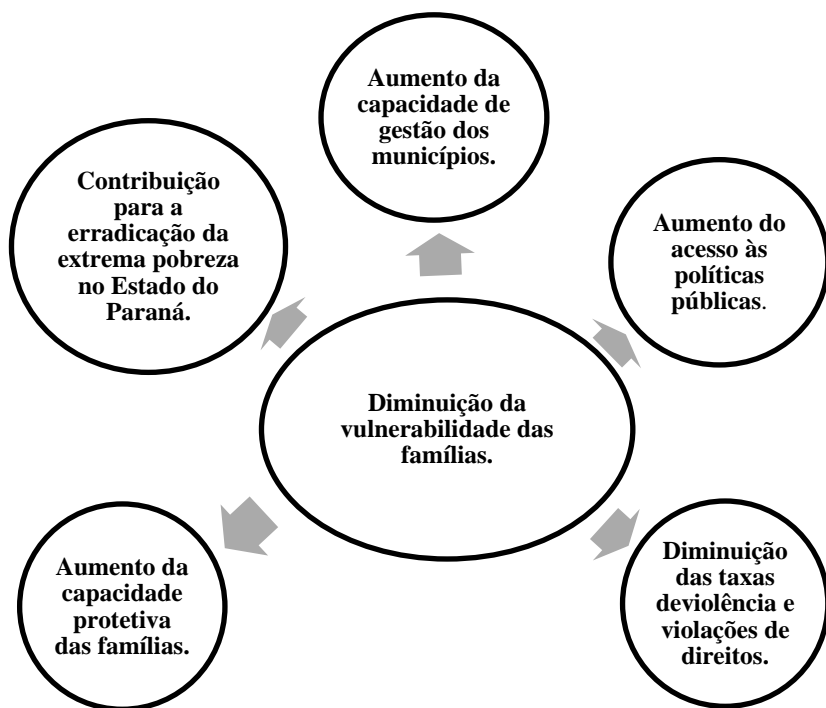 Aumento da
capacidade de
gestão dos
municípios.
Contribuição
para a
erradicação da
extrema pobreza
no Estado do
Paraná.
Aumento do
acesso às
políticas
públicas.
Diminuição da
vulnerabilidade das
famílias.
Aumento da
capacidade
protetiva
das famílias.
Diminuição
das taxas
deviolência e
violações de
direitos.